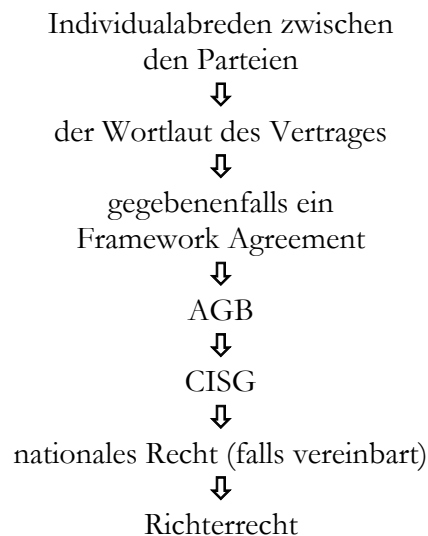 Individualabreden zwischen
den Parteien
⇩
der Wortlaut des Vertrages
⇩
gegebenenfalls ein
Framework Agreement
⇩
AGB
⇩
CISG
⇩
nationales Recht (falls vereinbart)
⇩
Richterrecht